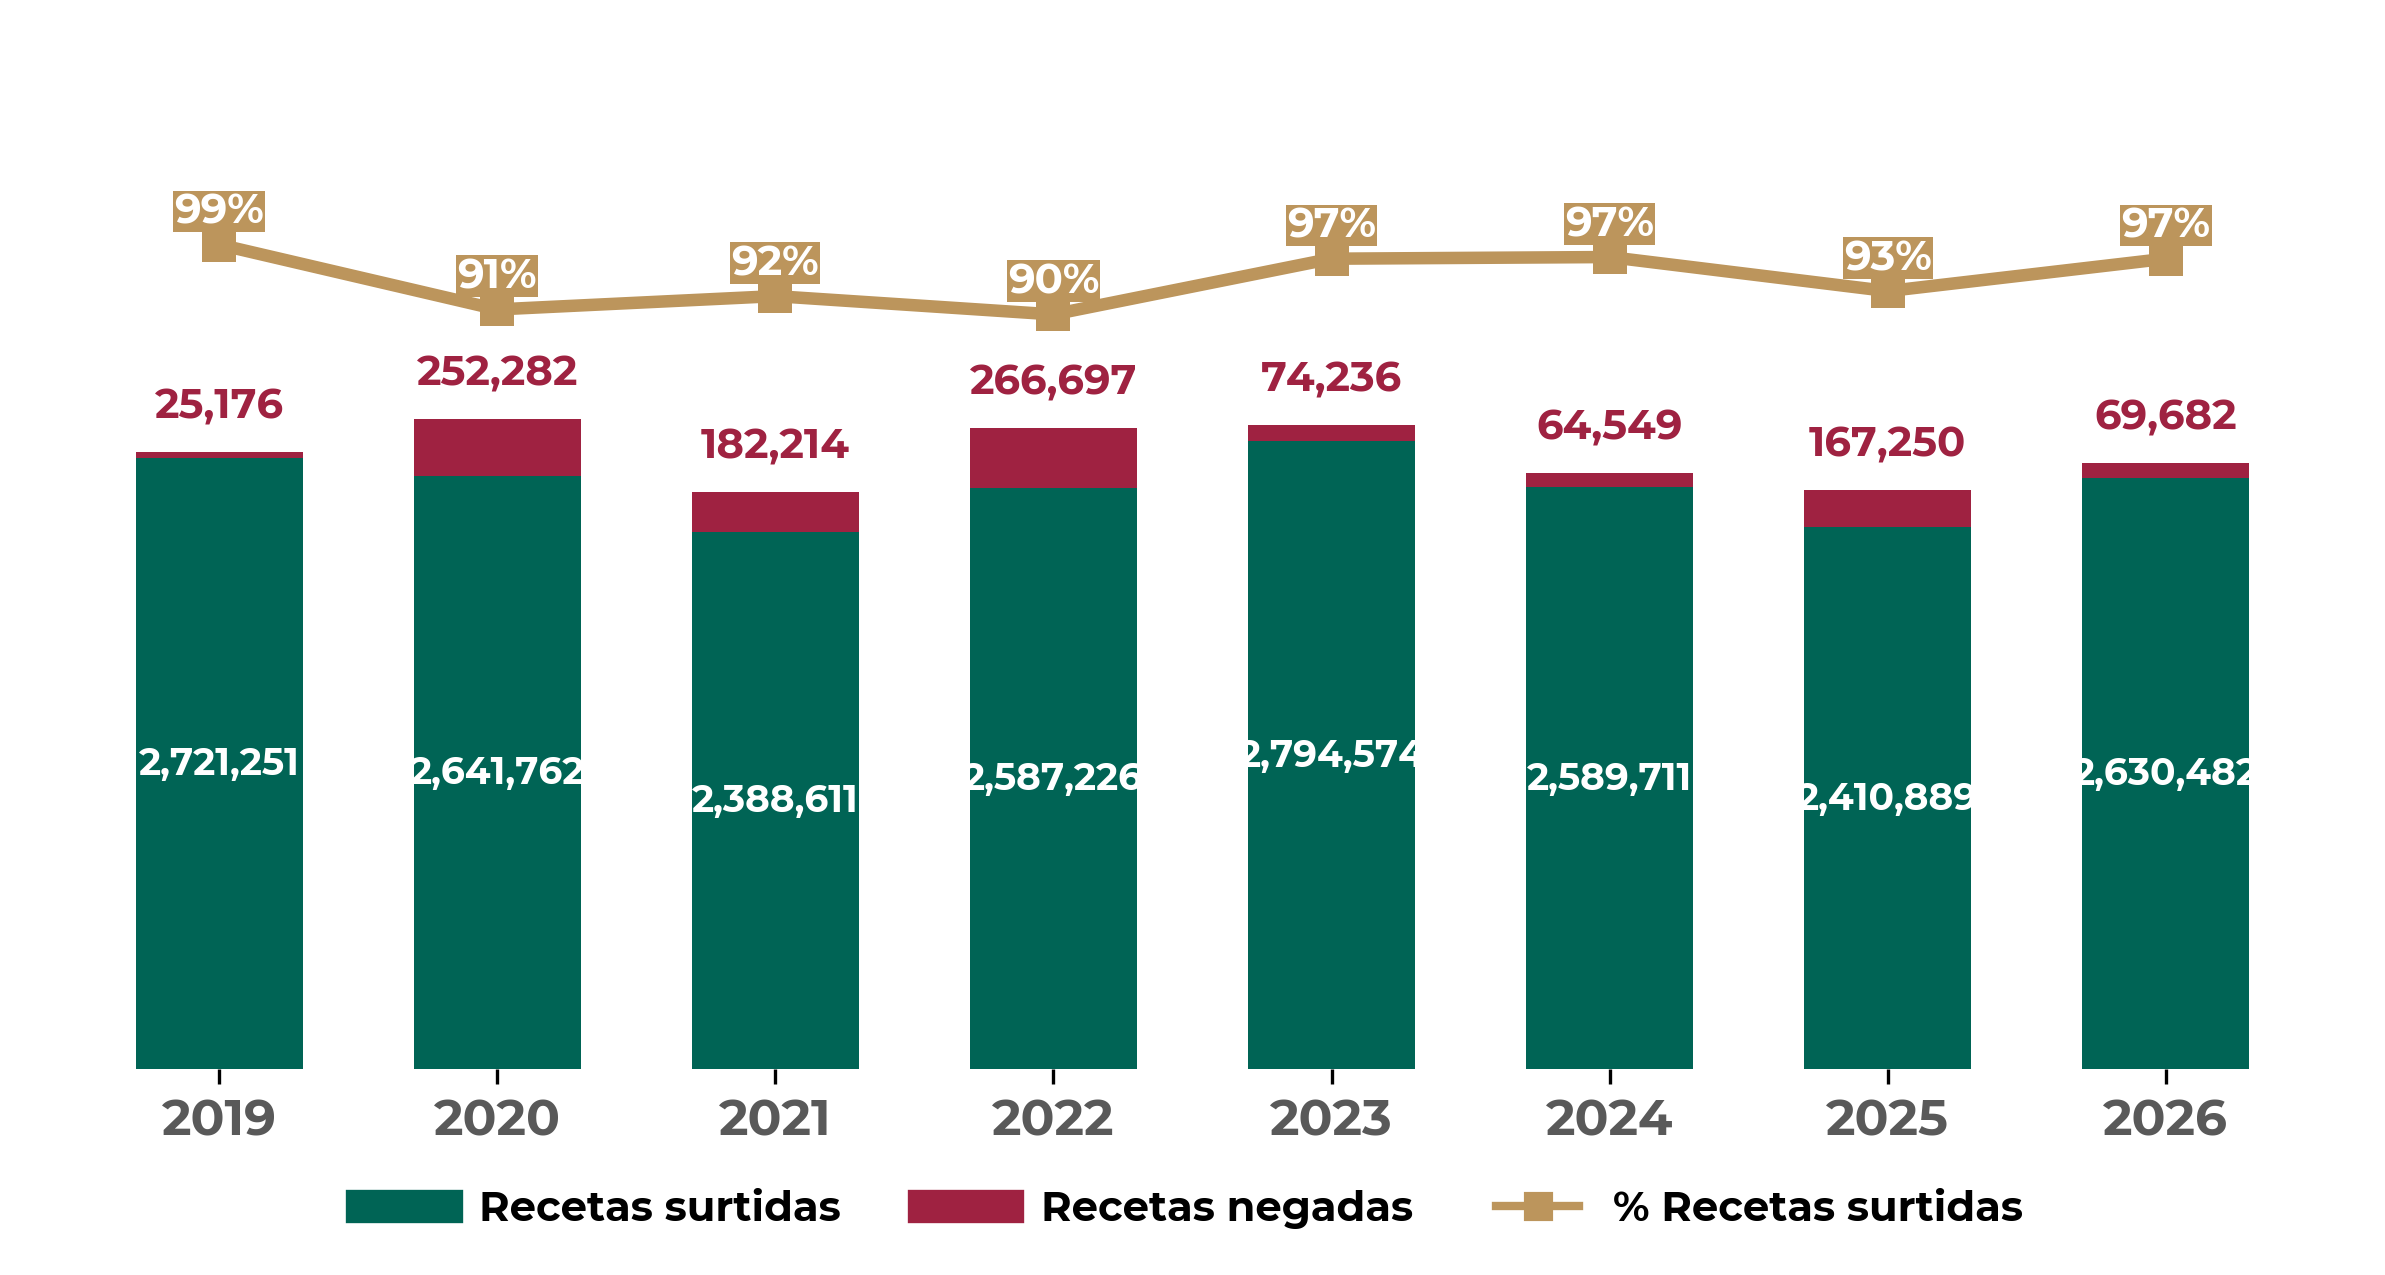 99% 91% 92% 90% 97% 97% 93% 97%
25,176 252,282 182,214 266,697 74,236 64,549 167,250 69,682
2,721,251 2,641,762 2,388,611 2,587,226 2,794,574 2,589,711 2,410,889 2,630,482
2019 2020 2021 2022 2023 2024 2025 2026
Recetas surtidas Recetas negadas % Recetas surtidas